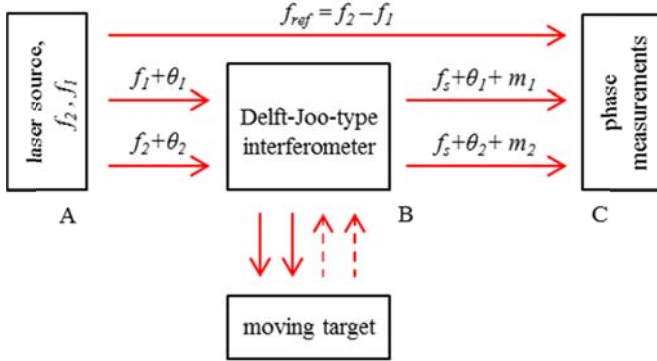 f_ref = f_2 − f_1
laser source,
f_2, f_1
f_1+θ_1
f_2+θ_2
Delft-Joo-type
interferometer
f_s+θ_1+ m_1
f_s+θ_2+ m_2
phase
measurements
A
B
C
moving target